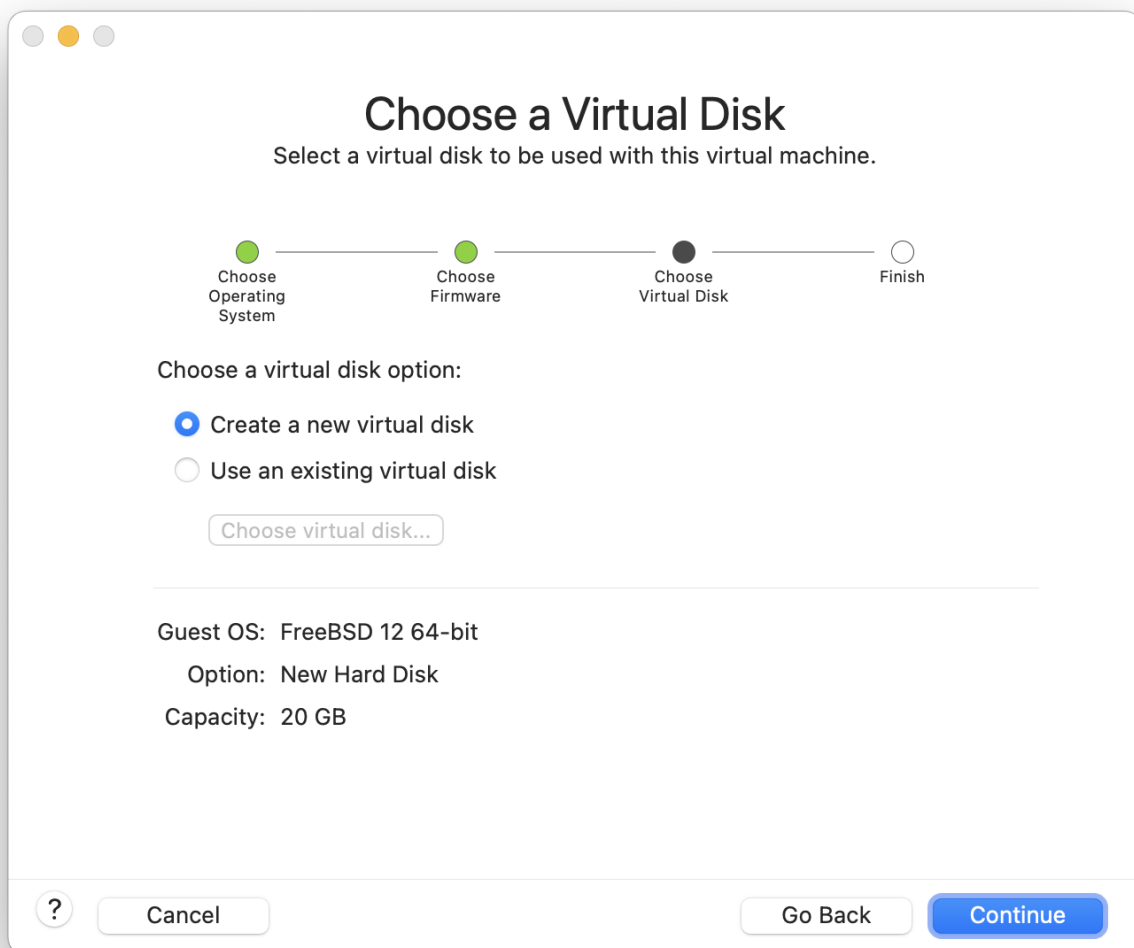 Choose a Virtual Disk
Select a virtual disk to be used with this virtual machine.
Choose
Operating
System
Choose
Firmware
Choose
Virtual Disk
Finish
Choose a virtual disk option:
Create a new virtual disk
Use an existing virtual disk
Choose virtual disk...
Guest OS: FreeBSD 12 64-bit
Option: New Hard Disk
Capacity: 20 GB
? Cancel Go Back Continue